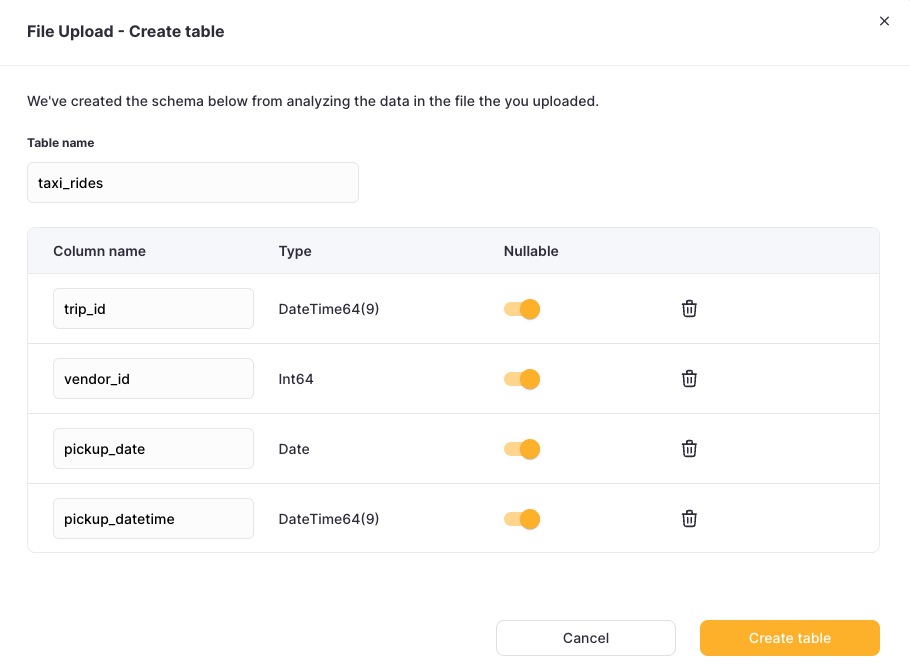 File Upload - Create table
We've created the schema below from analyzing the data in the file the you uploaded.
Table name
taxi_rides
Column name Type Nullable
trip_id DateTime64(9)
vendor_id Int64
pickup_date Date
pickup_datetime DateTime64(9)
Cancel Create table